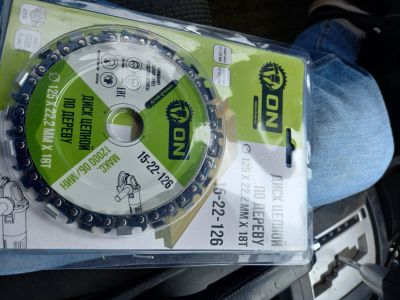 ON
ДИСК ЦЕПНОЙ
ПО ДЕРЕВУ
Ø 125 X 22,2 ММ X 18Т
МАКС.
12000 ОБ/МИН
15-22-126
ON
ДИСК ЦЕПНОЙ
ПО ДЕРЕВУ
Ø 125 X 22,2 ММ X 18Т
15-22-126